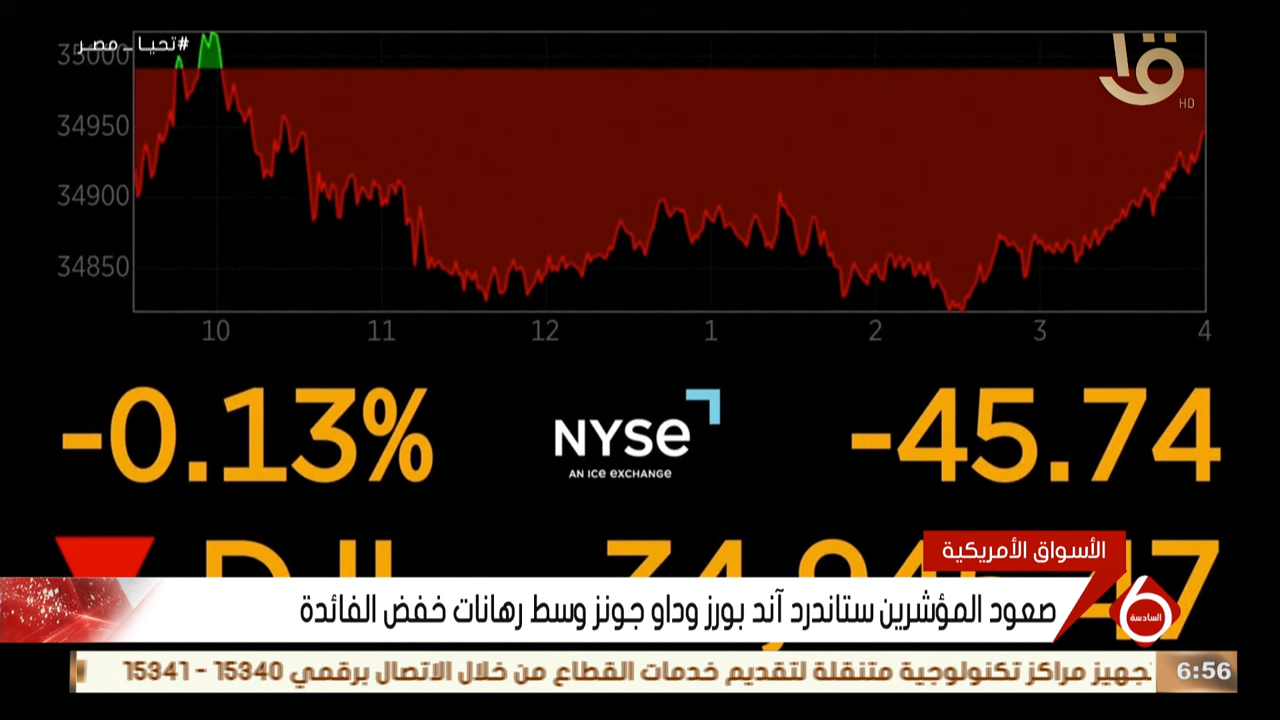 #تحيا_مصر
HD
35000
34950
34900
34850
10 11 12 1 2 3 4
-0.13% NYSE -45.74
AN ICE EXCHANGE
الأسواق الأمريكية
صعود المؤشرين ستاندرد آند بورز وداو جونز وسط رهانات خفض الفائدة
السادسة
تجهيز مراكز تكنولوجية متنقلة لتقديم خدمات القطاع من خلال الاتصال برقمي 15340 - 15341
6:56